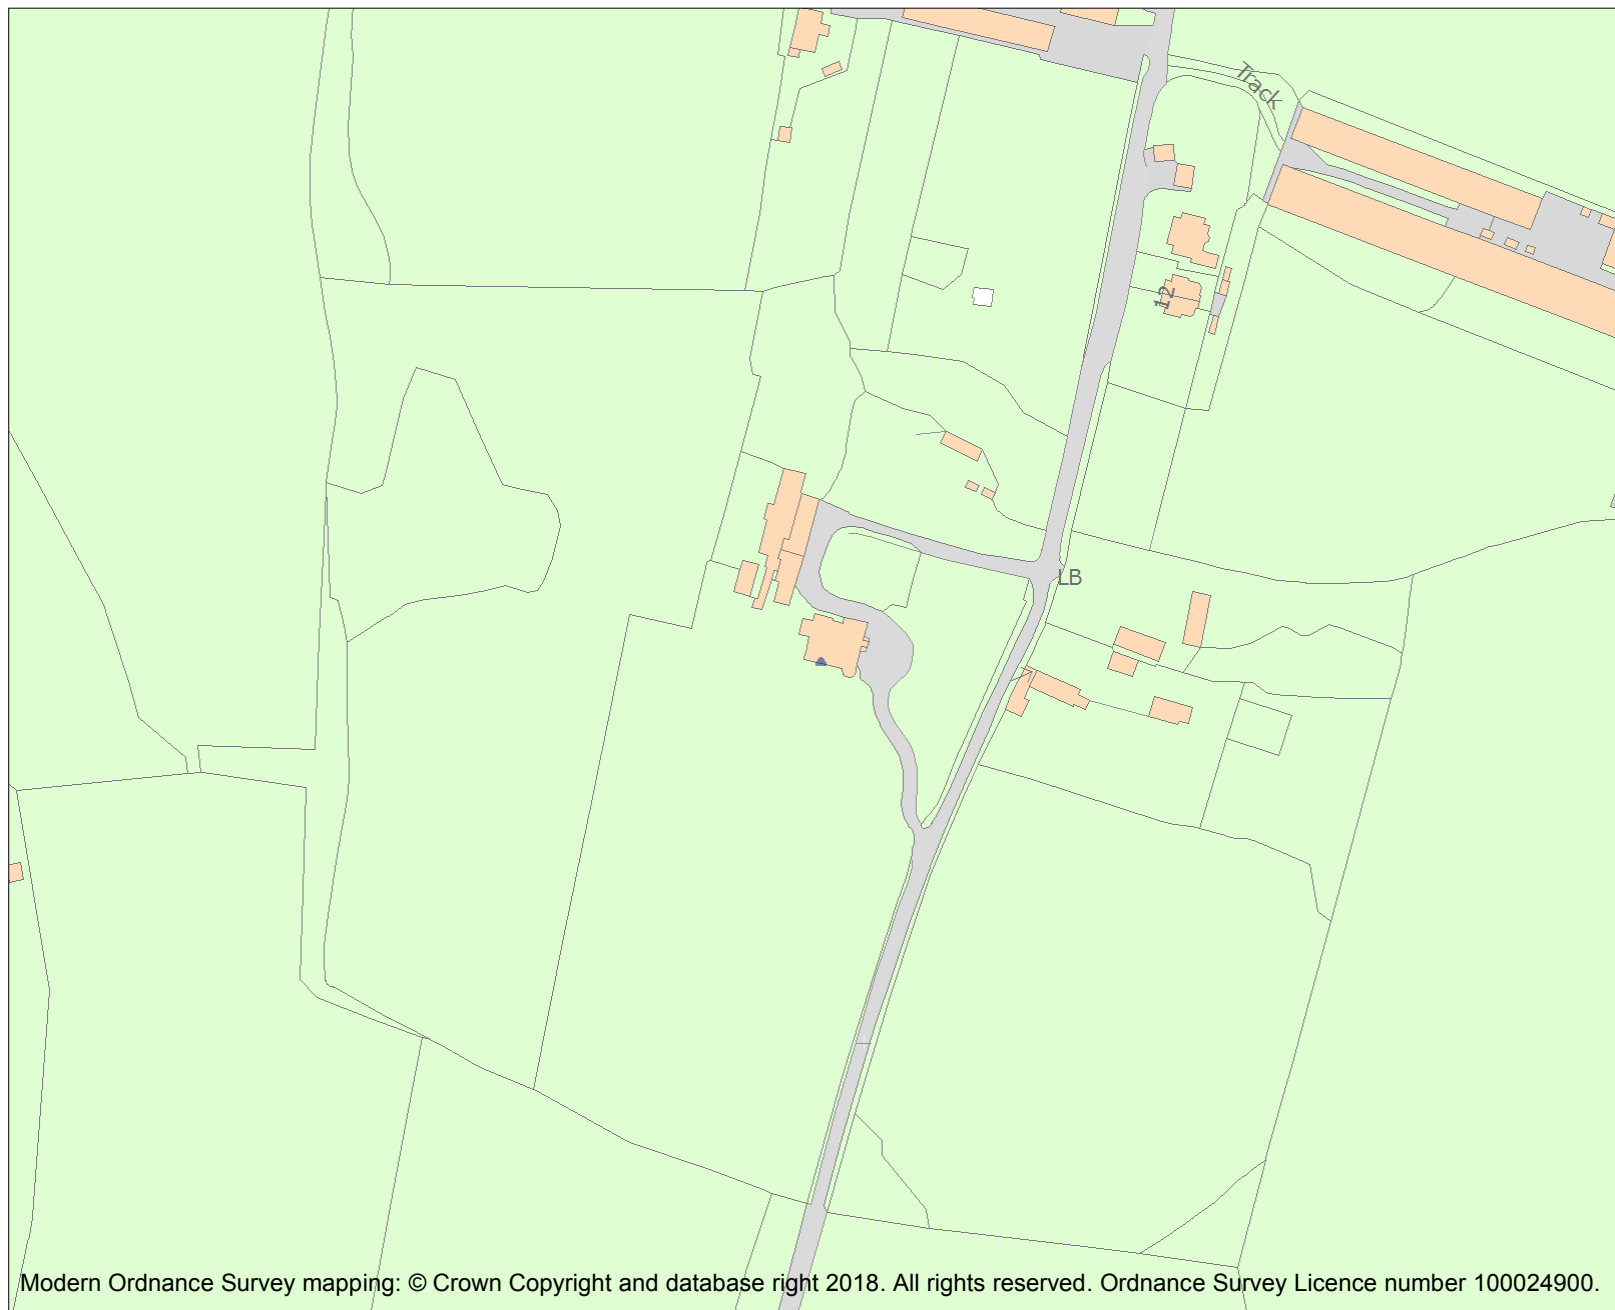 Track
12
LB
Modern Ordnance Survey mapping: © Crown Copyright and database right 2018. All rights reserved. Ordnance Survey Licence number 100024900.